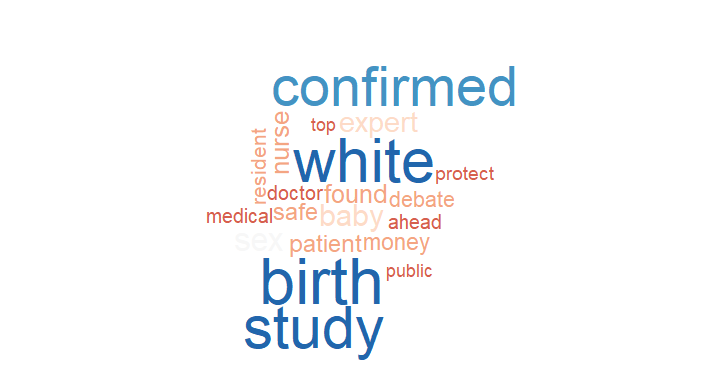 confirmed
top expert
nurse
resident
white
protect
doctor found debate
medical safe baby ahead
sex patient money
birth public
study